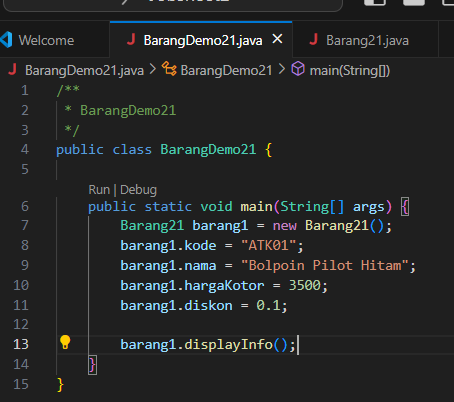 Welcome
BarangDemo21.java
Barang21.java
BarangDemo21.java > BarangDemo21 > main(String[])
1 /**
2 * BarangDemo21
3 */
4 public class BarangDemo21 {
5
Run | Debug
6 public static void main(String[] args) {
7 Barang21 barang1 = new Barang21();
8 barang1.kode = "ATK01";
9 barang1.nama = "Bolpoin Pilot Hitam";
10 barang1.hargaKotor = 3500;
11 barang1.diskon = 0.1;
12
13 barang1.displayInfo();
14 }
15 }